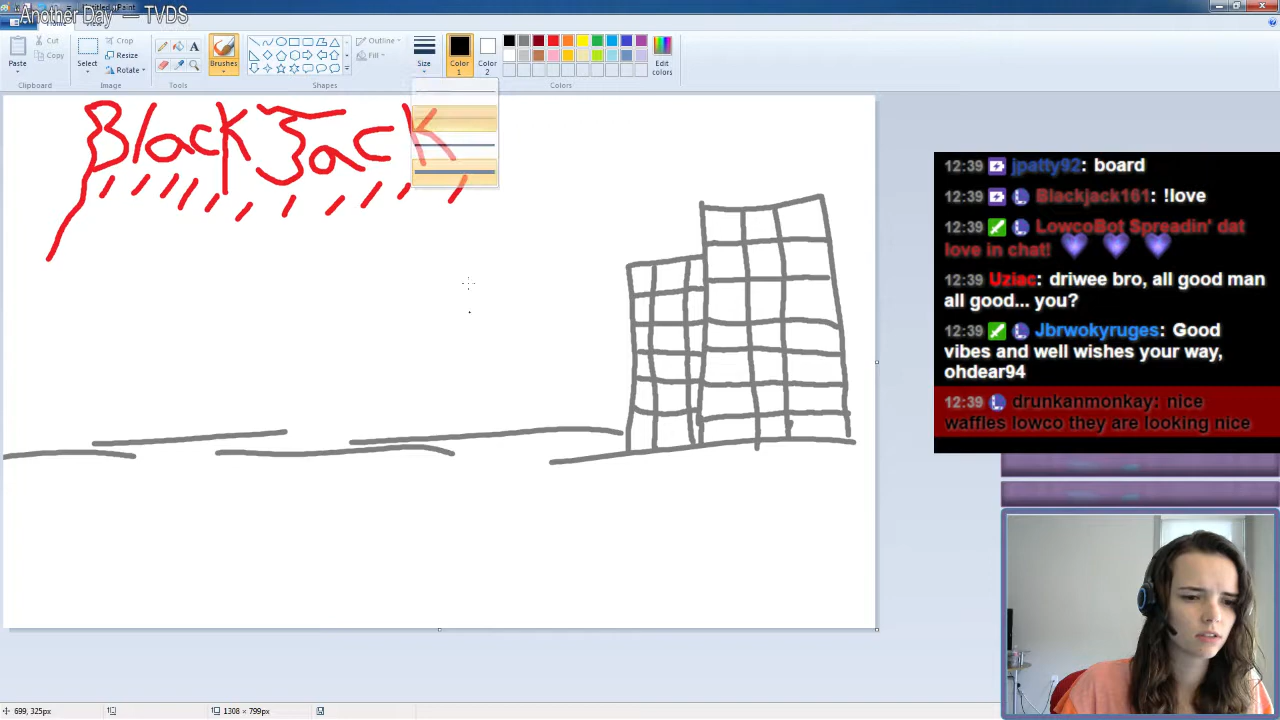 "Another Day" — TVDS
Untitled - Paint
Home
View
Paste
Cut
Copy
Clipboard
Select
Crop
Resize
Rotate
Image
A
Tools
Brushes
Outline
Fill
Shapes
Size
Color
1
Color
2
Edit
colors
Colors
BlackJack
12:39 jpatty92: board
12:39 Blackjack161: !love
12:39 LowcoBot Spreadin' dat
love in chat!
12:39 Uziac: driwee bro, all good man
all good... you?
12:39 Jbrwokyruges: Good
vibes and well wishes your way,
ohdear94
12:39 drunkanmonkay: nice
waffles lowco they are looking nice
699, 325px
1308 × 799px